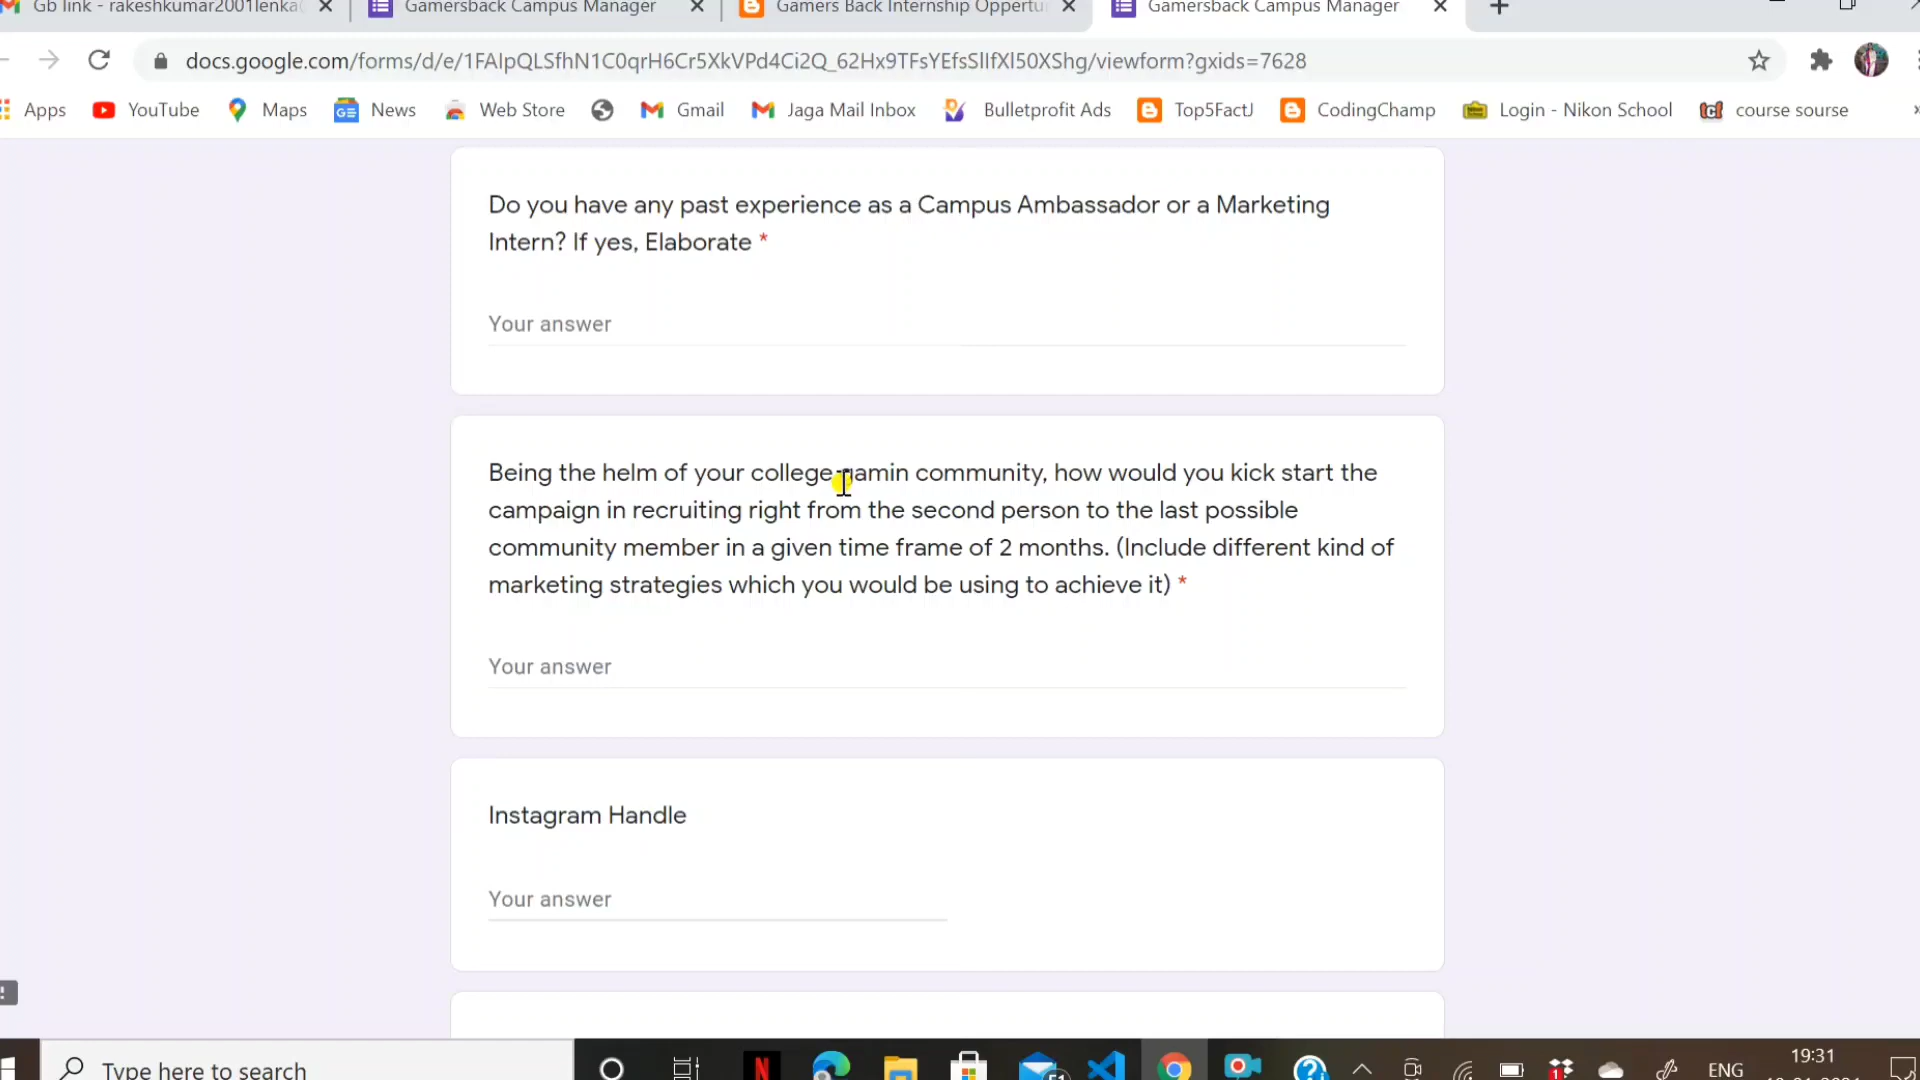 Gb link - rakeshkumar2001lenka
Gamersback Campus Manager
Gamers Back Internship Oppertu
Gamersback Campus Manager
docs.google.com/forms/d/e/1FAIpQLSfhN1C0qrH6Cr5XkVPd4Ci2Q_62Hx9TFsYEfsSlIfXl50XShg/viewform?gxids=7628
Apps YouTube Maps News Web Store Gmail Jaga Mail Inbox Bulletprofit Ads Top5FactJ CodingChamp Login - Nikon School course sourse
Do you have any past experience as a Campus Ambassador or a Marketing
Intern? If yes, Elaborate *
Your answer
Being the helm of your college gamin community, how would you kick start the
campaign in recruiting right from the second person to the last possible
community member in a given time frame of 2 months. (Include different kind of
marketing strategies which you would be using to achieve it) *
Your answer
Instagram Handle
Your answer
Type here to search
ENG
19:31